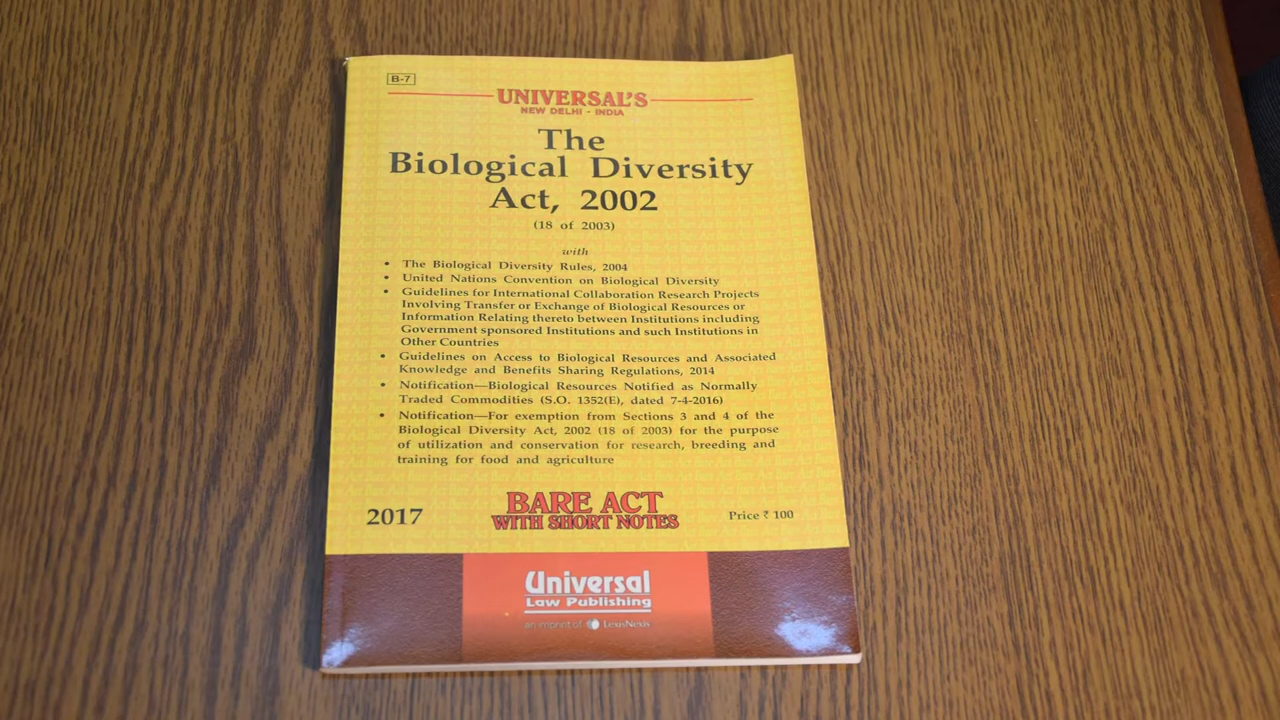 B-7
UNIVERSAL'S
NEW DELHI - INDIA
The
Biological Diversity
Act, 2002
(18 of 2003)
with
• The Biological Diversity Rules, 2004
• United Nations Convention on Biological Diversity
• Guidelines for International Collaboration Research Projects
Involving Transfer or Exchange of Biological Resources or
Information Relating thereto between Institutions including
Government sponsored Institutions and such Institutions in
Other Countries
• Guidelines on Access to Biological Resources and Associated
Knowledge and Benefits Sharing Regulations, 2014
• Notification—Biological Resources Notified as Normally
Traded Commodities (S.O. 1352(E), dated 7-4-2016)
• Notification—For exemption from Sections 3 and 4 of the
Biological Diversity Act, 2002 (18 of 2003) for the purpose
of utilization and conservation for research, breeding and
training for food and agriculture
2017
BARE ACT
WITH SHORT NOTES
Price ₹ 100
Universal
Law Publishing
an imprint of LexisNexis